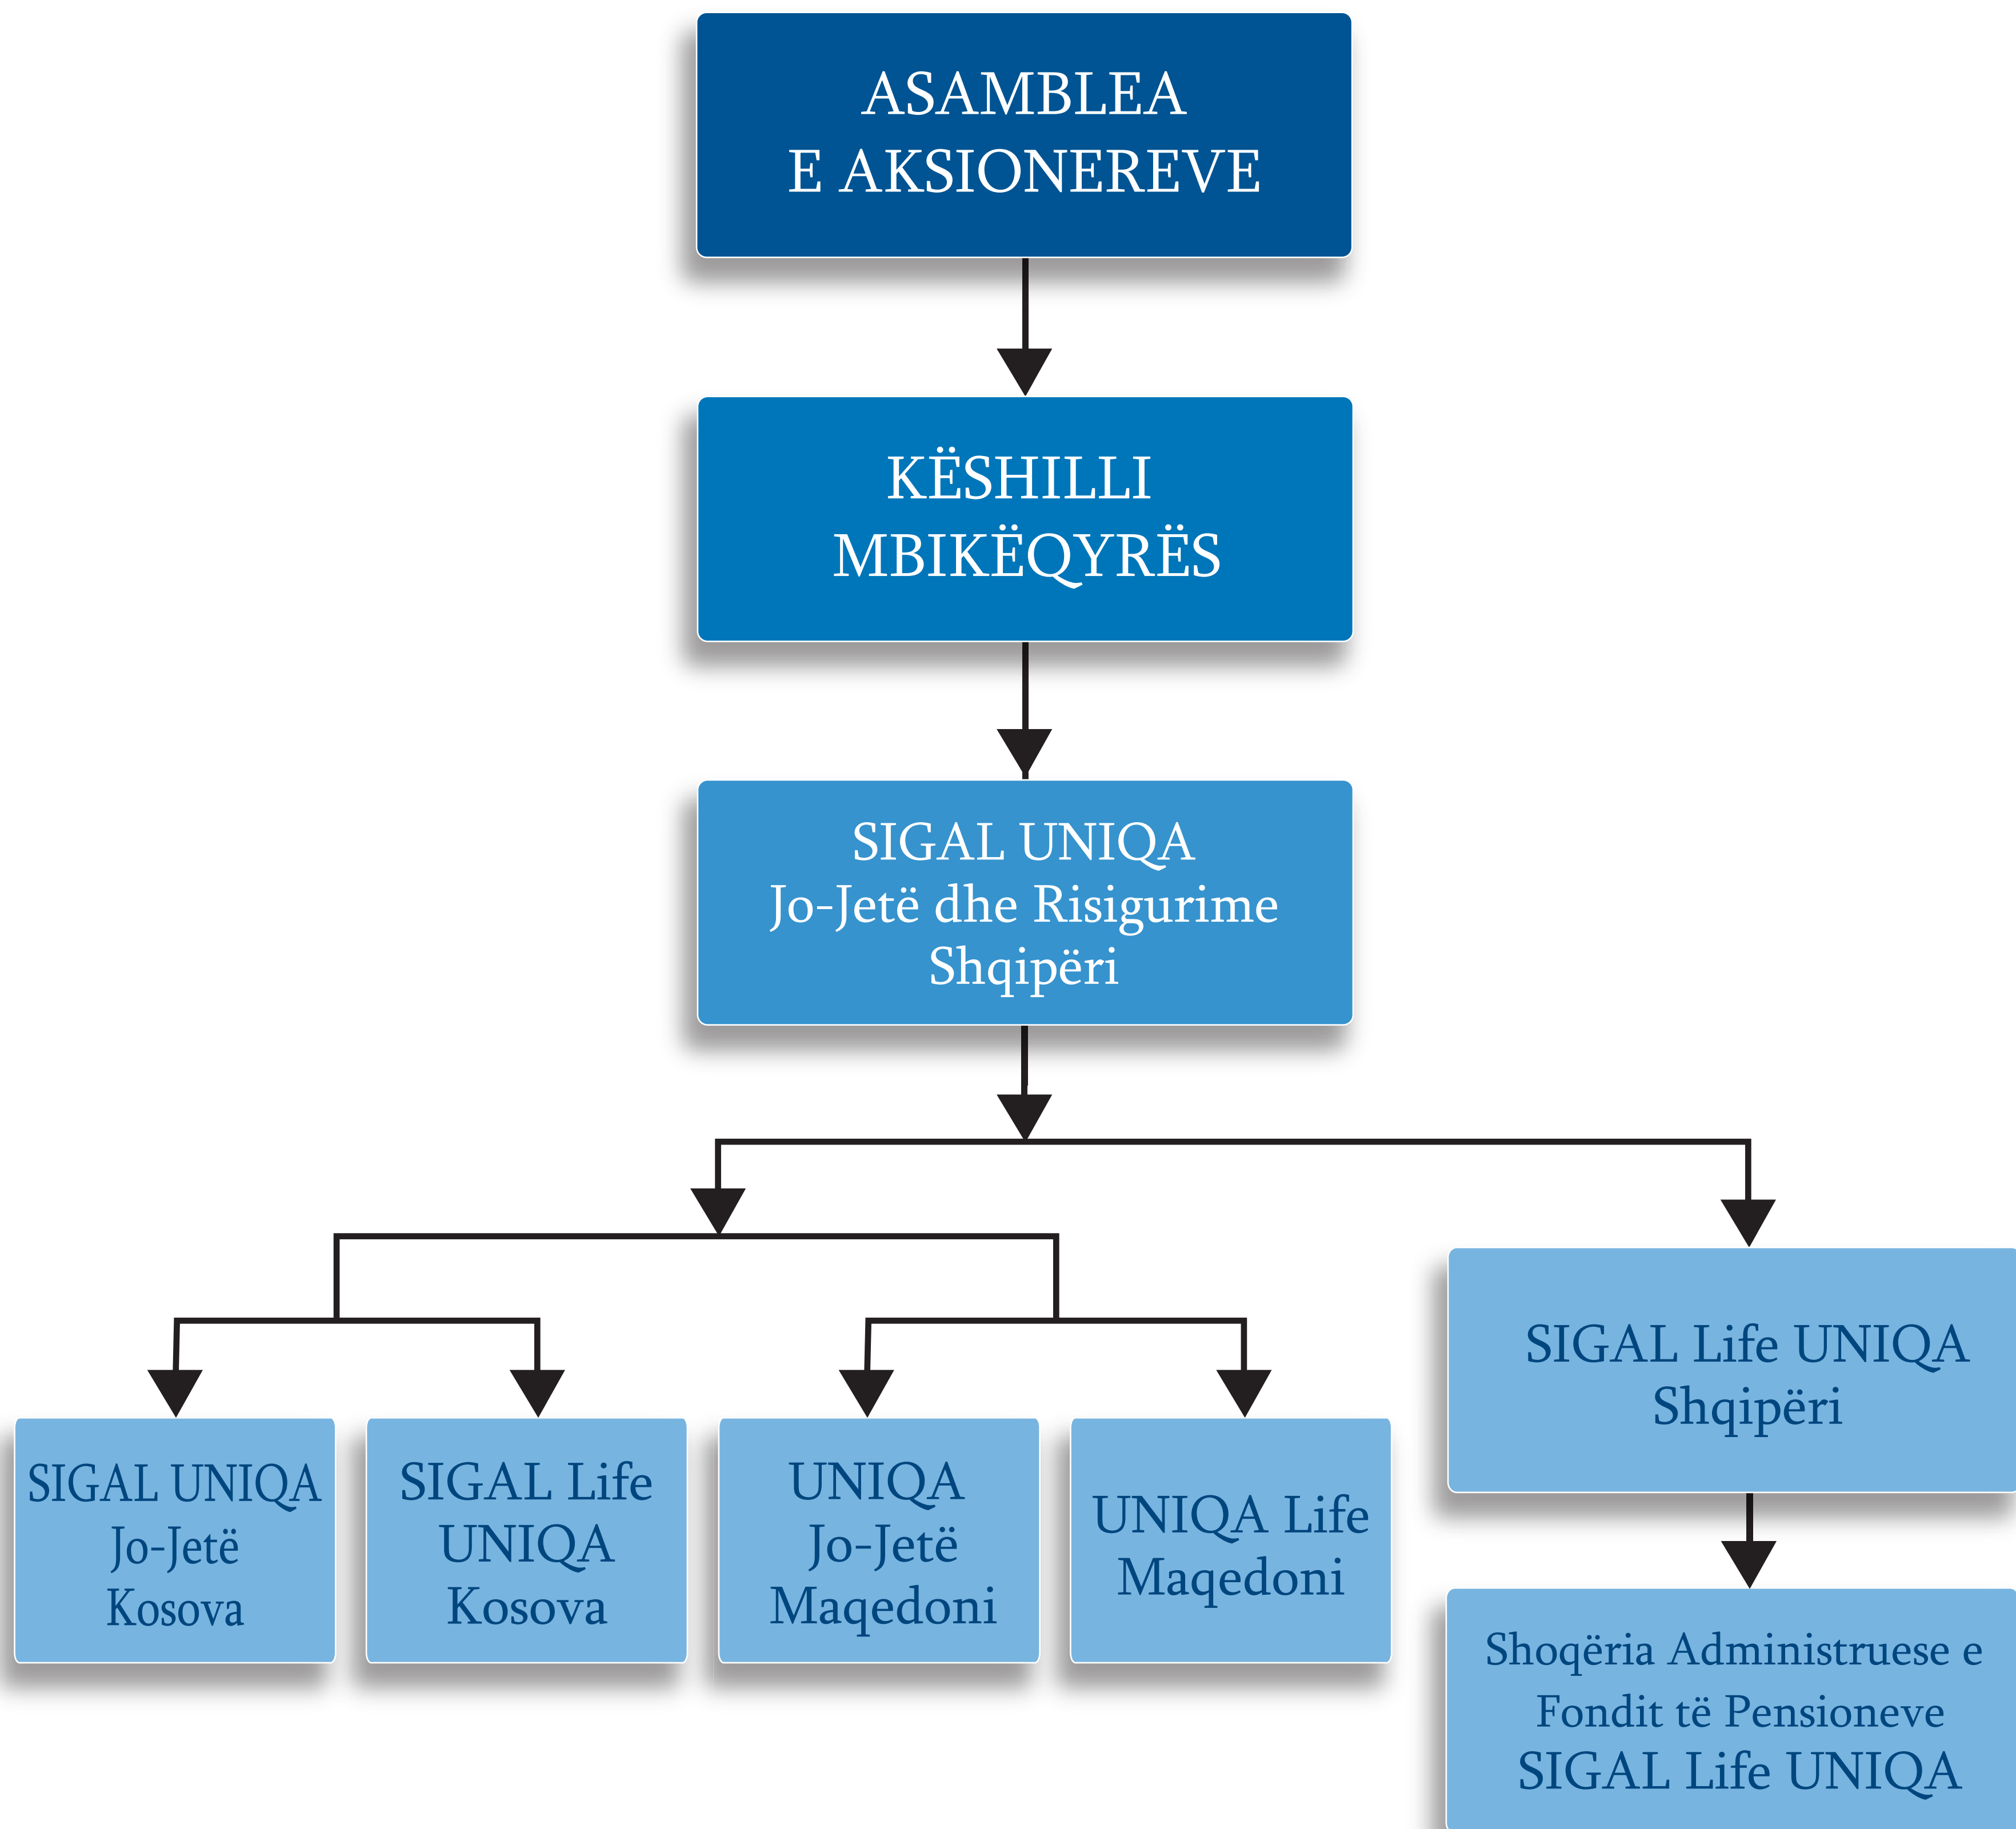 ASAMBLEA
E AKSIONEREVE
KËSHILLI
MBIKËQYRËS
SIGAL UNIQA
Jo-Jetë dhe Risigurime
Shqipëri
SIGAL Life UNIQA
Shqipëri
SIGAL UNIQA
Jo-Jetë
Kosova
SIGAL Life
UNIQA
Kosova
UNIQA
Jo-Jetë
Maqedoni
UNIQA Life
Maqedoni
Shoqëria Administruese e
Fondit të Pensioneve
SIGAL Life UNIQA